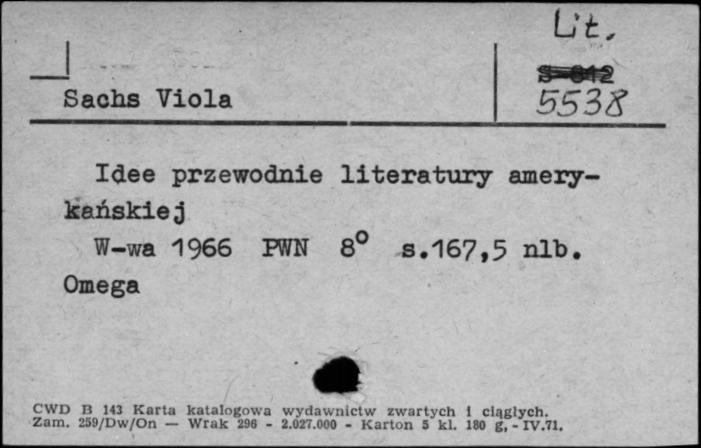 Lit.
S-612
5538
Sachs Viola
Idee przewodnie literatury amery-
kańskiej
W-wa 1966 PWN 8° s.167,5 nlb.
Omega
CWD B 143 Karta katalogowa wydawnictw zwartych i ciągłych.
Zam. 259/Dw/On — Wrak 296 - 2.027.000 - Karton 5 kl. 180 g, - IV.71.